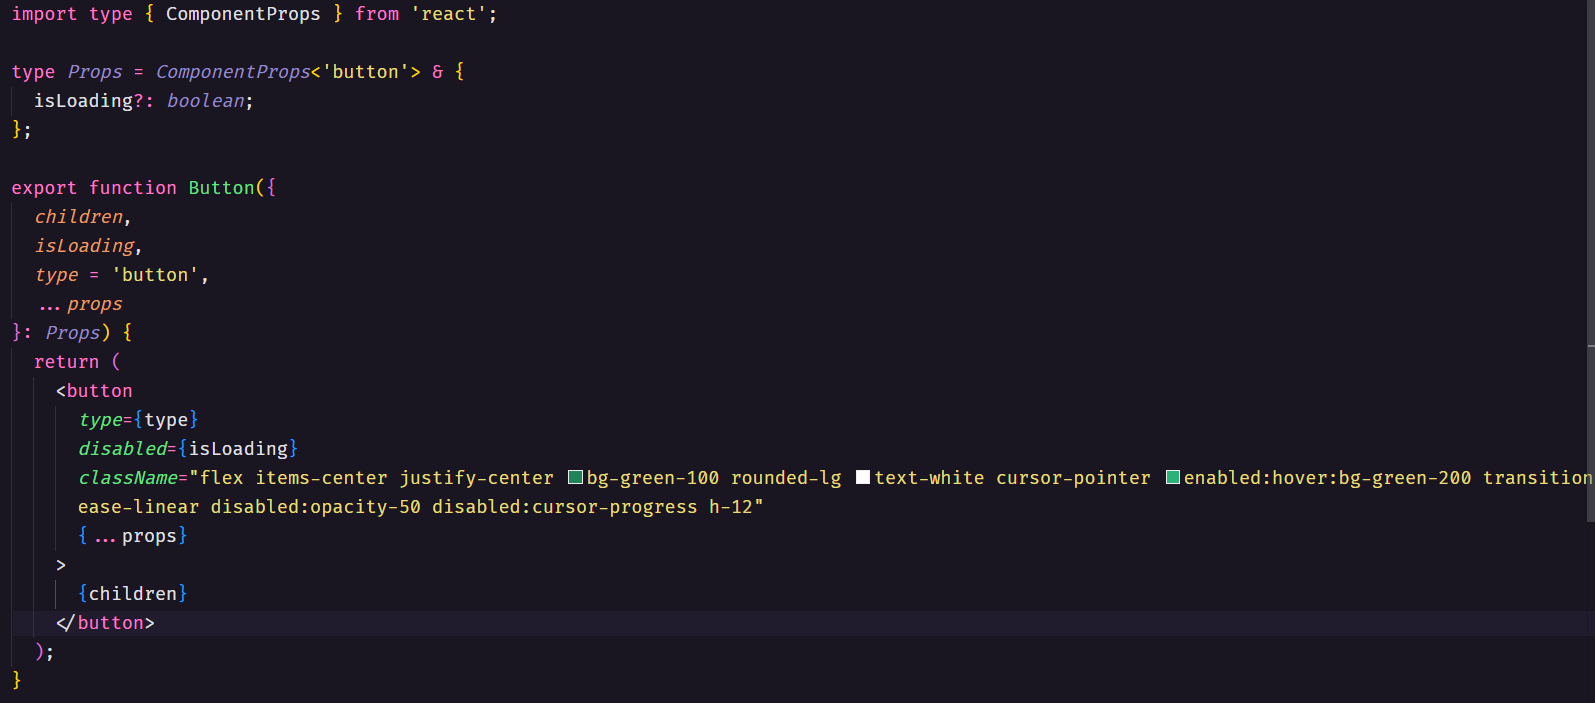 import type { ComponentProps } from 'react';
type Props = ComponentProps<'button'> & {
isLoading?: boolean;
};
export function Button({
children,
isLoading,
type = 'button',
...props
}: Props) {
return (
<button
type={type}
disabled={isLoading}
className="flex items-center justify-center bg-green-100 rounded-lg text-white cursor-pointer enabled:hover:bg-green-200 transition
ease-linear disabled:opacity-50 disabled:cursor-progress h-12"
{...props}
>
{children}
</button>
);
}